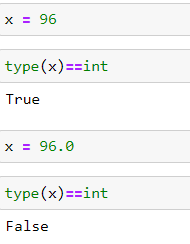 x = 96
type(x)==int
True
x = 96.0
type(x)==int
False